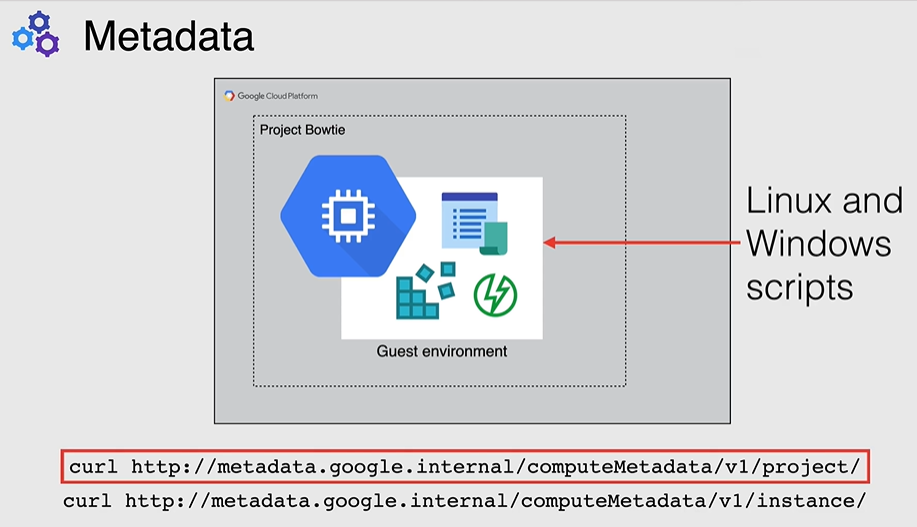 Metadata
Google Cloud Platform
Project Bowtie
Linux and
Windows
scripts
Guest environment
curl http://metadata.google.internal/computeMetadata/v1/project/
curl http://metadata.google.internal/computeMetadata/v1/instance/